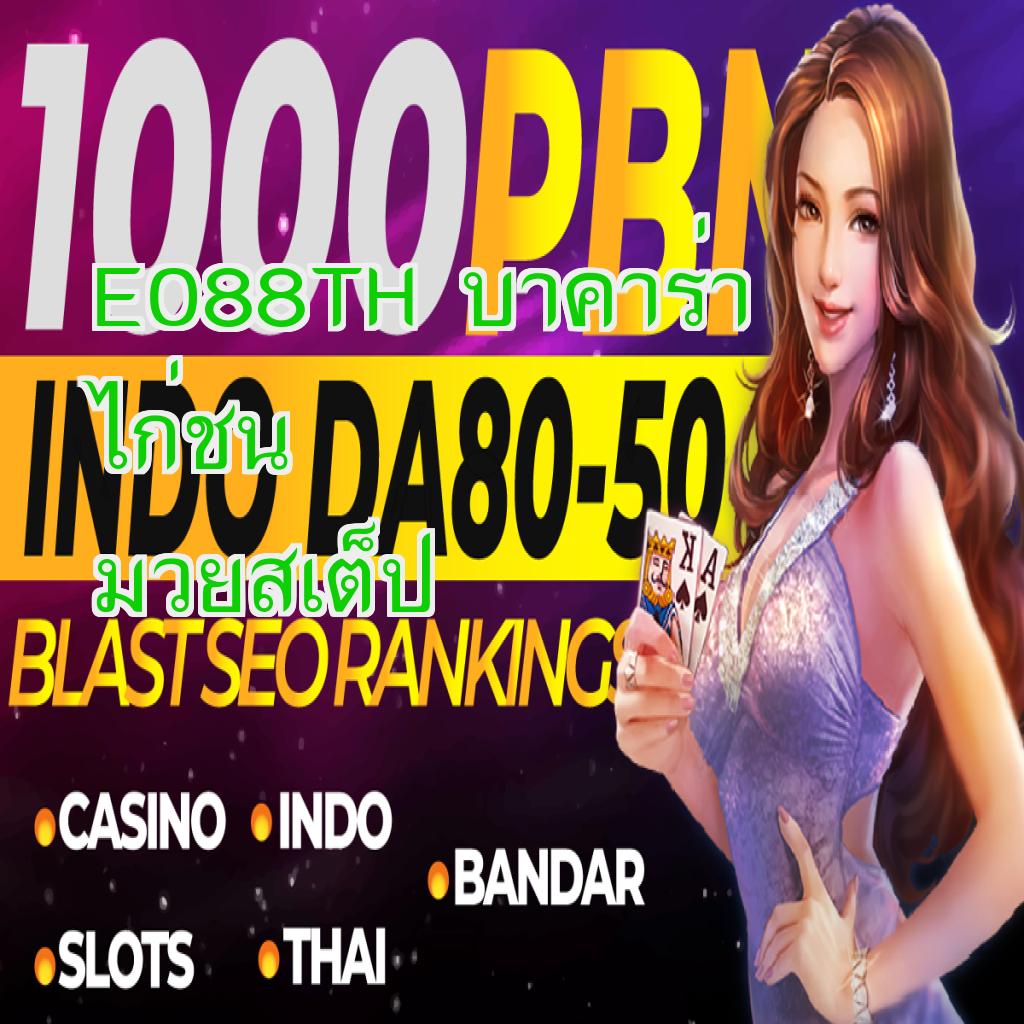 1000PBN
E088TH บาคาร่า
ไก่ชน
INDO DA80-50
มวยสเต็ป
BLAST SEO RANKINGS
CASINO
INDO
BANDAR
SLOTS
THAI
K A